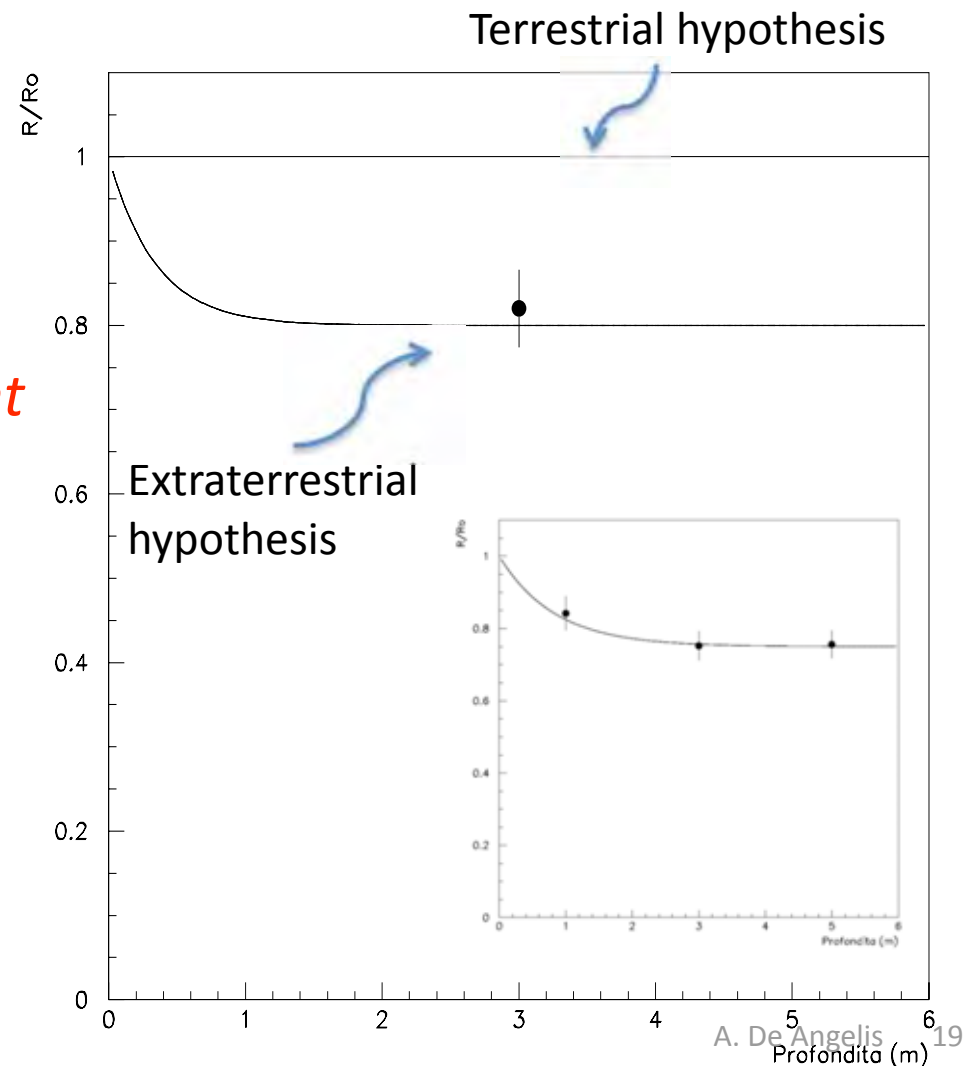 Terrestrial hypothesis
R/Ro
1
0.8
0.6
0.4
0.2
0
t
Extraterrestrial
hypothesis
R/Ro
1
0.8
0.6
0.4
0.2
0
0 1 2 3 4 5 6
Profondita (m)
0 1 2 3 4 5 6
A. De Angelis 19
Profondita (m)